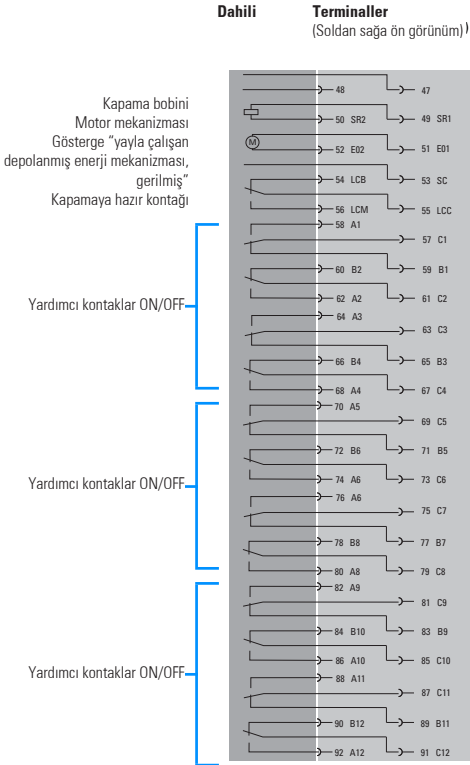 Dahili
Terminaller
(Soldan sağa ön görünüm)
48
47
Kapama bobini
50 SR2
49 SR1
Motor mekanizması
M
52 E02
51 E01
Gösterge “yayla çalışan
depolanmış enerji mekanizması,
gerilmiş”
54 LCB
53 SC
Kapamaya hazır kontağı
56 LCM
55 LCC
58 A1
57 C1
60 B2
59 B1
Yardımcı kontaklar ON/OFF
62 A2
61 C2
64 A3
63 C3
66 B4
65 B3
68 A4
67 C4
70 A5
69 C5
72 B6
71 B5
Yardımcı kontaklar ON/OFF
74 A6
73 C6
76 A6
75 C7
78 B8
77 B7
80 A8
79 C8
82 A9
81 C9
84 B10
83 B9
Yardımcı kontaklar ON/OFF
86 A10
85 C10
88 A11
87 C11
90 B12
89 B11
92 A12
91 C12